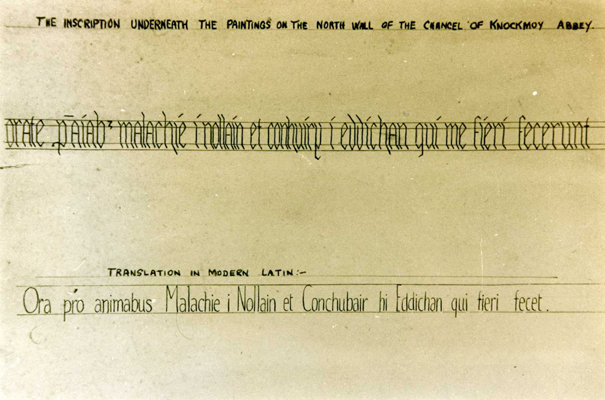 THE INSCRIPTION UNDERNEATH THE PAINTINGS ON THE NORTH WALL OF THE CHANCEL OF KNOCKMOY ABBEY.
orate p̄ aīab⁊ malachie i nollain et conhuirp i eddichan qui me fieri fecerunt
TRANSLATION IN MODERN LATIN:-
Ora pro animabus Malachie i Nollain et Conchubair hi Eddichan qui fieri fecet.